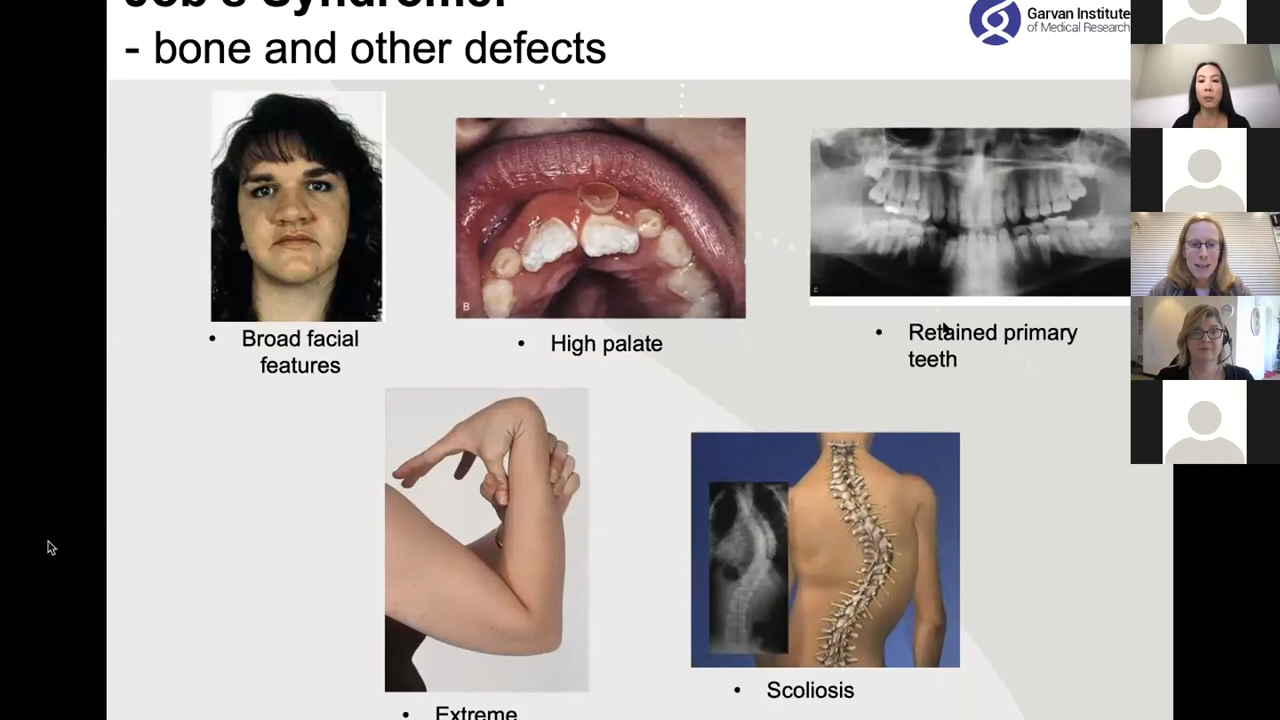 Job's Syndrome:
- bone and other defects
Garvan Institute
of Medical Research
B
C
• Broad facial
features
• High palate
• Retained primary
teeth
• Extreme
• Scoliosis